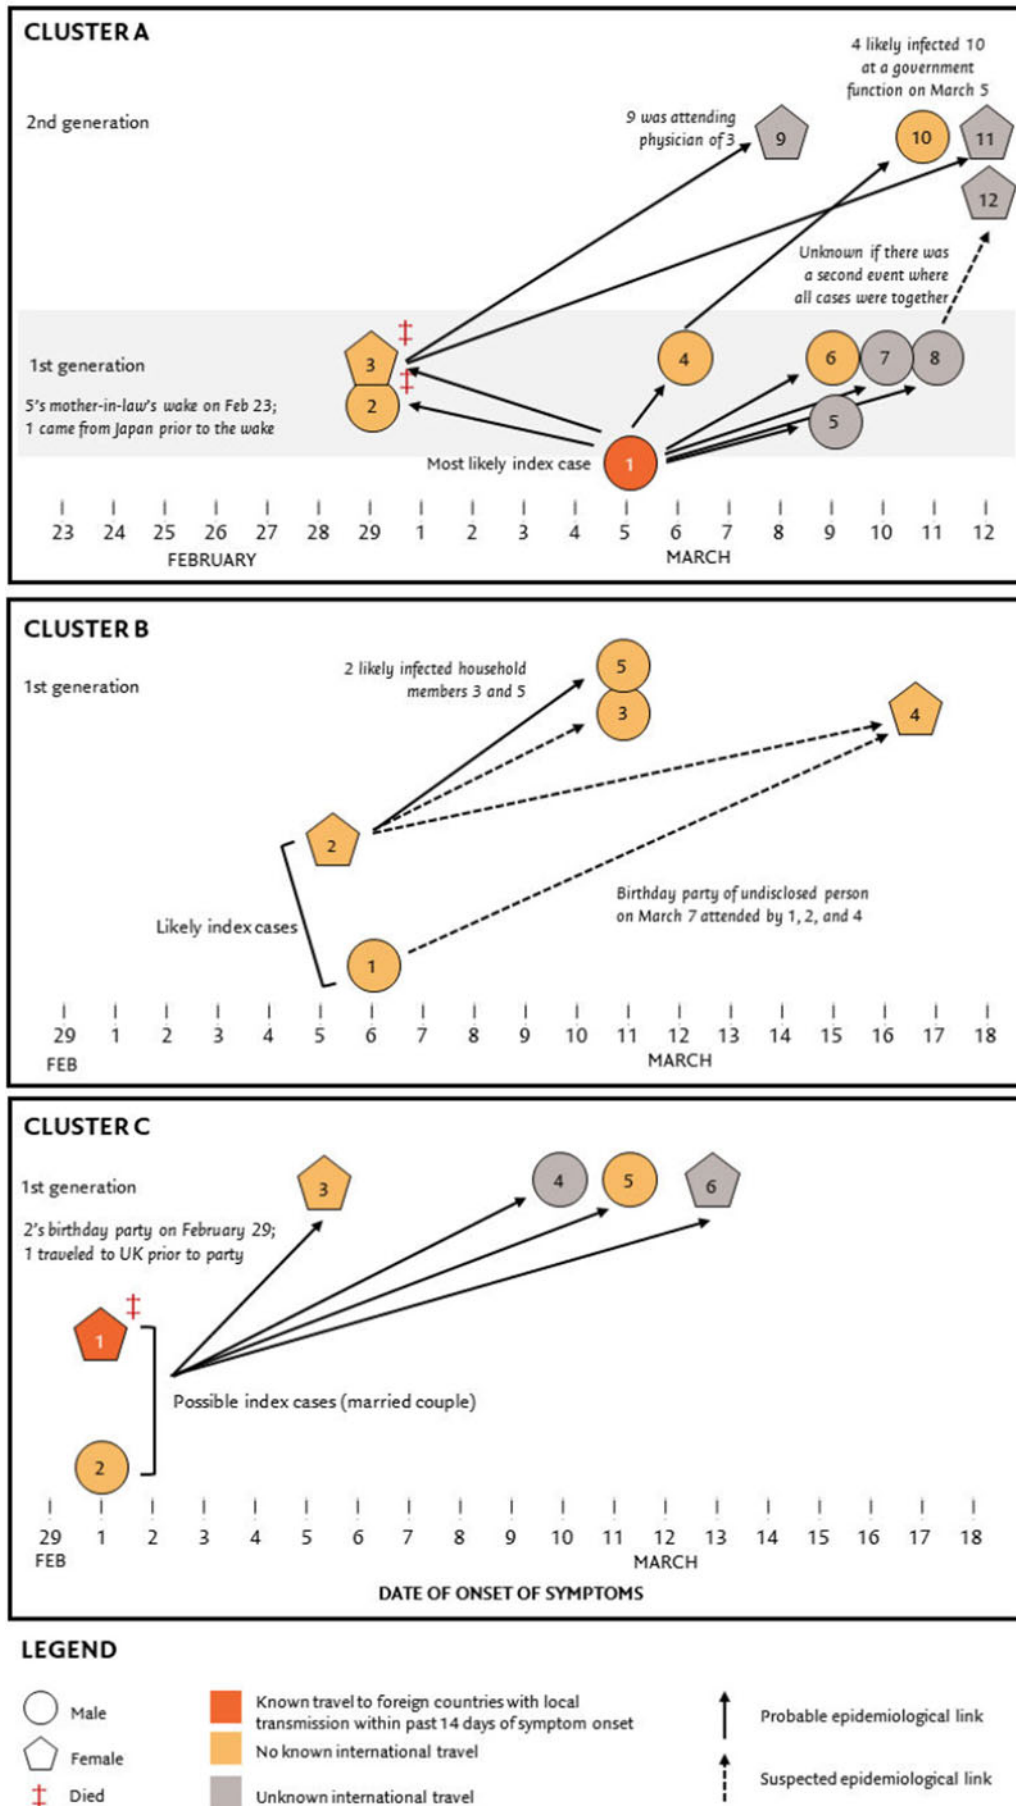 CLUSTER A
4 likely infected 10
at a government
function on March 5
2nd generation
9 was attending
physician of 3
9
10
11
12
Unknown if there was
a second event where
all cases were together
1st generation
5's mother-in-law's wake on Feb 23;
1 came from Japan prior to the wake
‡
3
‡
2
4
6
7
8
5
Most likely index case
1
23 24 25 26 27 28 29 1 2 3 4 5 6 7 8 9 10 11 12
FEBRUARY MARCH
CLUSTER B
1st generation
2 likely infected household
members 3 and 5
5
3
4
2
Birthday party of undisclosed person
on March 7 attended by 1, 2, and 4
Likely index cases
1
29 1 2 3 4 5 6 7 8 9 10 11 12 13 14 15 16 17 18
FEB MARCH
CLUSTER C
1st generation
3
4
5
6
2's birthday party on February 29;
1 traveled to UK prior to party
‡
1
Possible index cases (married couple)
2
29 1 2 3 4 5 6 7 8 9 10 11 12 13 14 15 16 17 18
FEB MARCH
DATE OF ONSET OF SYMPTOMS
LEGEND
Male
Female
‡ Died
Known travel to foreign countries with local
transmission within past 14 days of symptom onset
No known international travel
Unknown international travel
Probable epidemiological link
Suspected epidemiological link